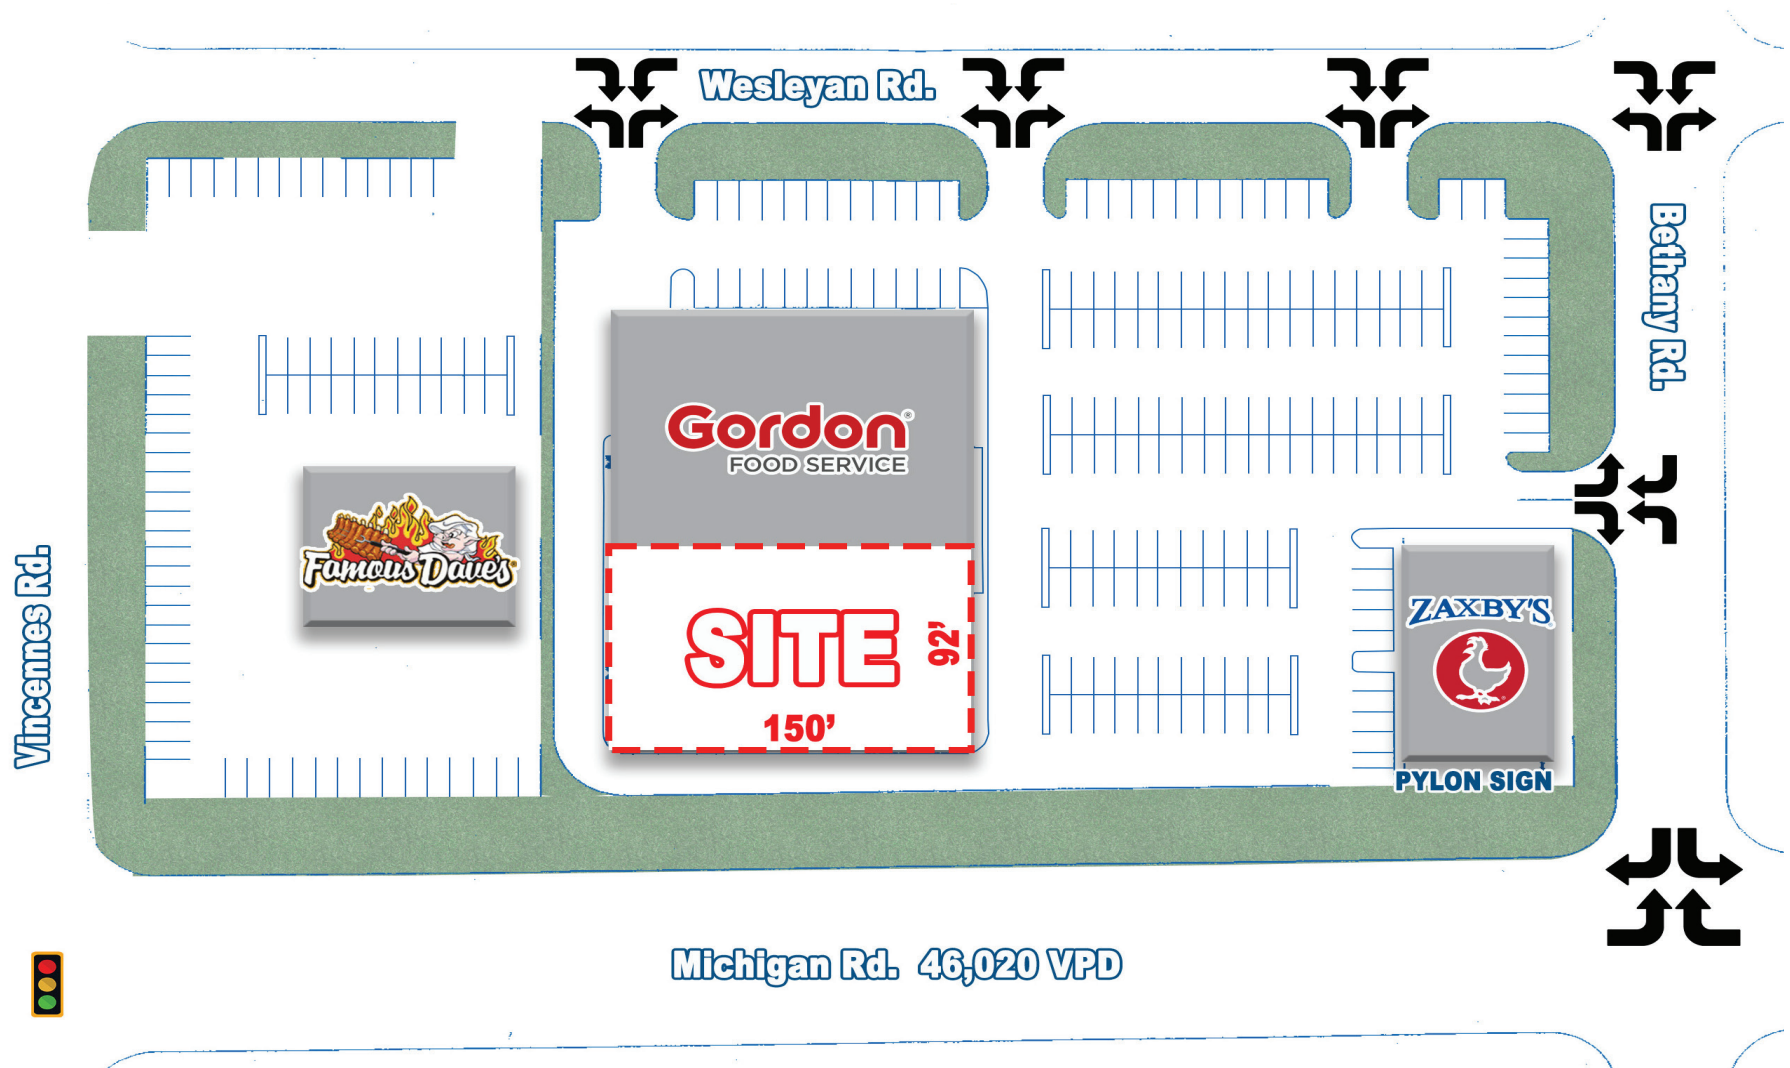 Wesleyan Rd.
Bethany Rd.
Gordon®
FOOD SERVICE
Famous Dave's
Vincennes Rd.
SITE
92'
150'
ZAXBY'S
PYLON SIGN
Michigan Rd. 46,020 VPD